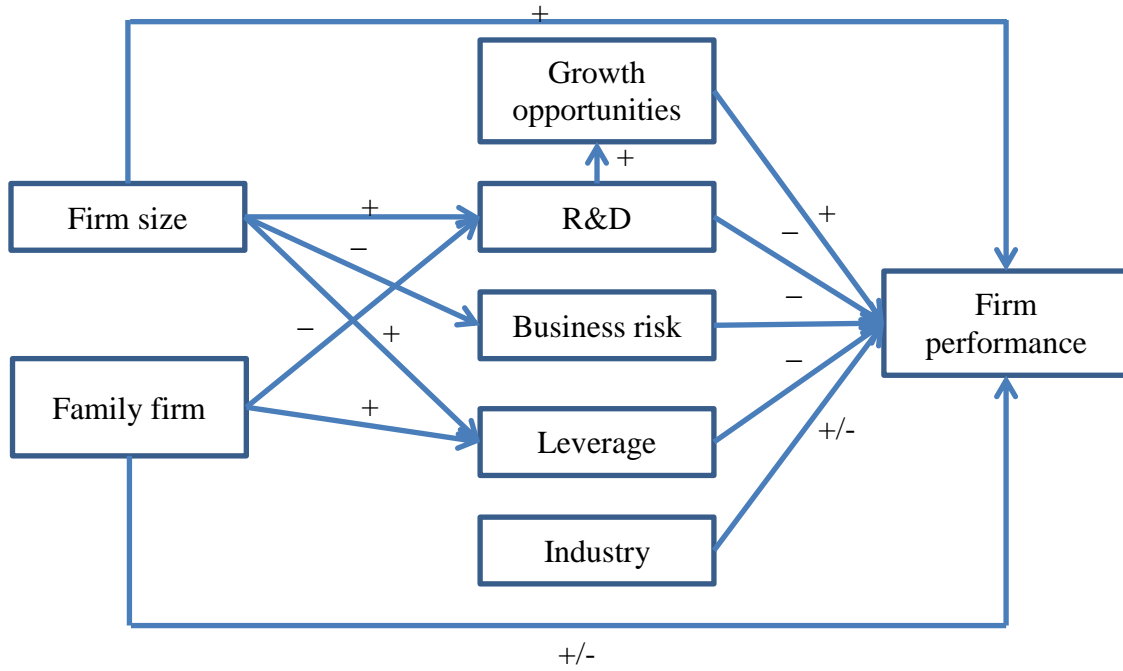 +
Growth
opportunities
+
Firm size
+
R&D
+
–
–
Business risk
–
Firm
performance
–
+
Family firm
+
Leverage
–
+/-
Industry
+/-